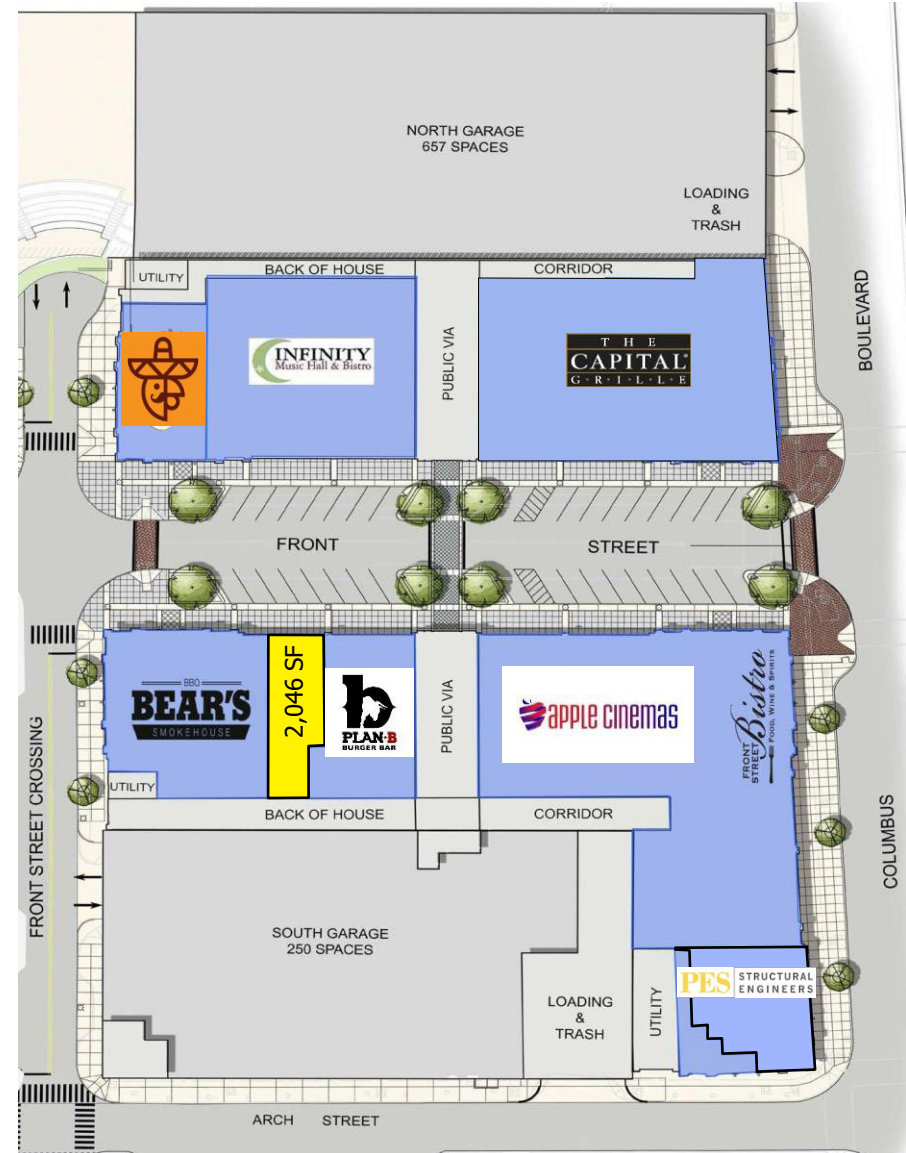 NORTH GARAGE
657 SPACES
LOADING
&
TRASH
UTILITY
BACK OF HOUSE
CORRIDOR
BOULEVARD
INFINITY
Music Hall & Bistro
PUBLIC VIA
THE
CAPITAL
G·R·I·L·L·E
FRONT
STREET
BBQ
BEAR'S
SMOKEHOUSE
2,046 SF
b
PLAN·B
BURGER BAR
PUBLIC VIA
APPLE CINEMAS
FRONT
STREET
Bistro
FOOD, WINE & SPIRITS
UTILITY
BACK OF HOUSE
CORRIDOR
FRONT STREET CROSSING
COLUMBUS
SOUTH GARAGE
250 SPACES
LOADING
&
TRASH
UTILITY
PES
STRUCTURAL
ENGINEERS
ARCH STREET